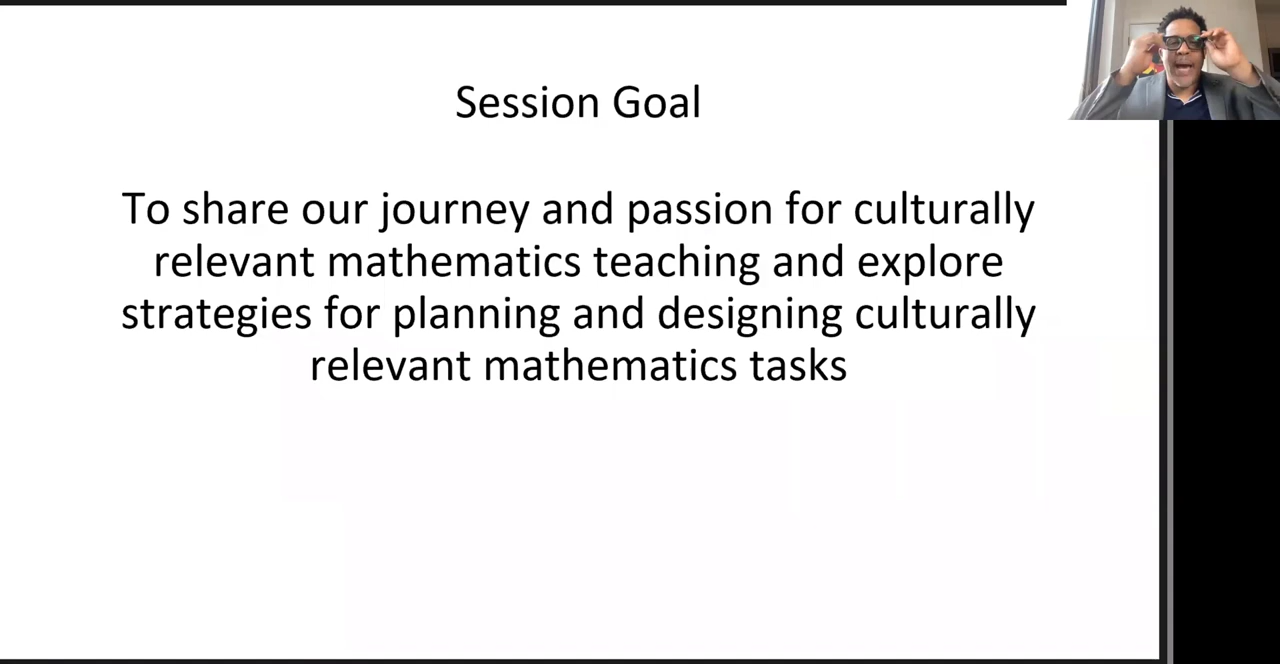 Session Goal
To share our journey and passion for culturally
relevant mathematics teaching and explore
strategies for planning and designing culturally
relevant mathematics tasks